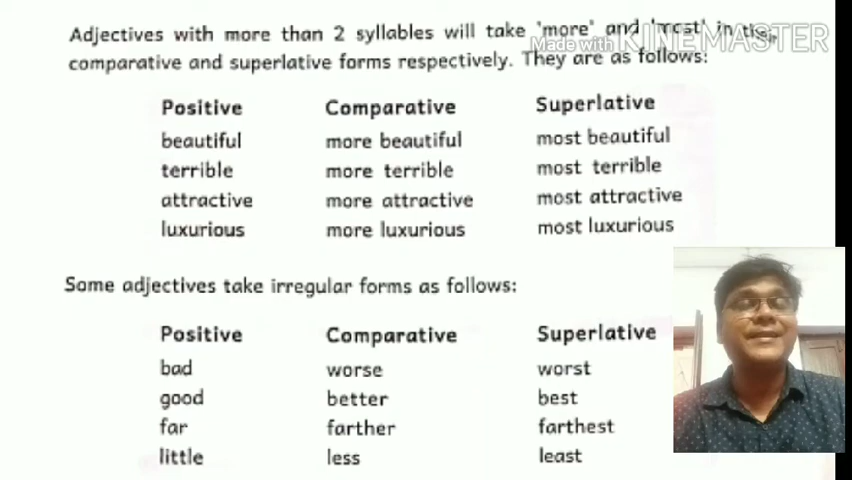 Adjectives with more than 2 syllables will take 'more' and 'most' in their
Made with KINEMASTER
comparative and superlative forms respectively. They are as follows:
Positive Comparative Superlative
beautiful more beautiful most beautiful
terrible more terrible most terrible
attractive more attractive most attractive
luxurious more luxurious most luxurious
Some adjectives take irregular forms as follows:
Positive Comparative Superlative
bad worse worst
good better best
far farther farthest
little less least